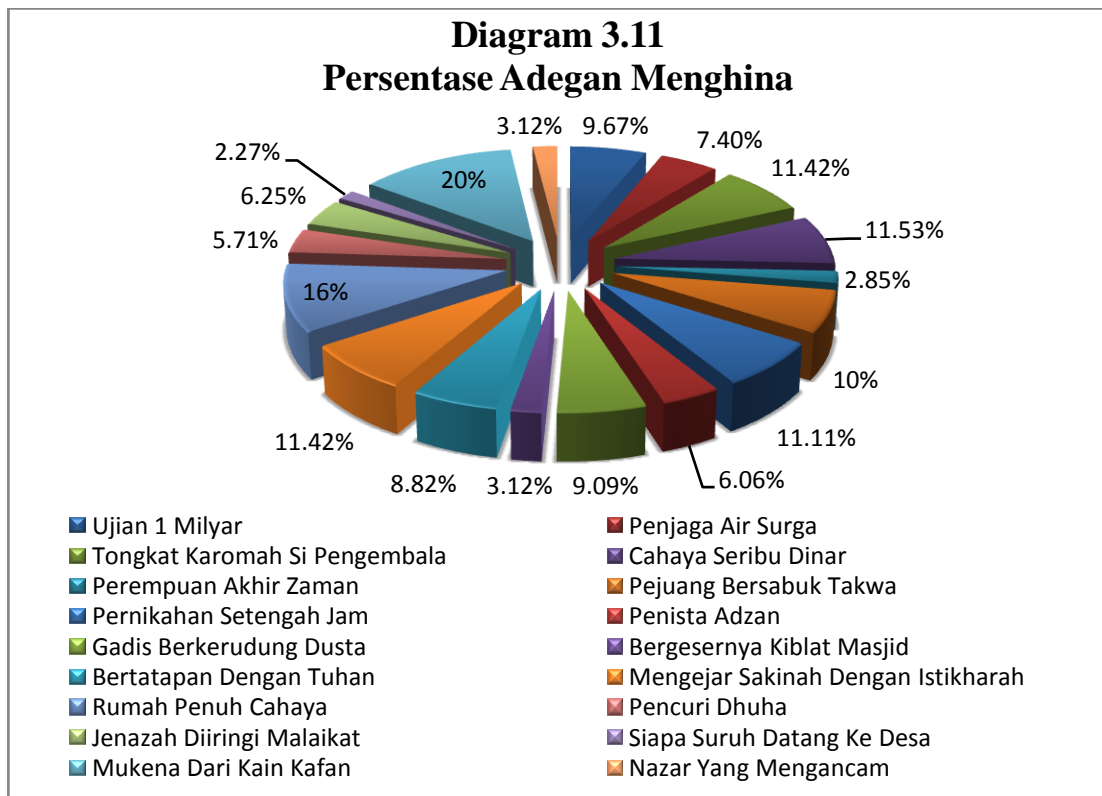 Diagram 3.11
Persentase Adegan Menghina
3.12%
9.67%
7.40%
11.42%
11.53%
2.85%
10%
11.11%
6.06%
9.09%
3.12%
8.82%
11.42%
16%
5.71%
6.25%
2.27%
20%
Ujian 1 Milyar
Penjaga Air Surga
Tongkat Karomah Si Pengembala
Cahaya Seribu Dinar
Perempuan Akhir Zaman
Pejuang Bersabuk Takwa
Pernikahan Setengah Jam
Penista Adzan
Gadis Berkerudung Dusta
Bergesernya Kiblat Masjid
Bertatapan Dengan Tuhan
Mengejar Sakinah Dengan Istikharah
Rumah Penuh Cahaya
Pencuri Dhuha
Jenazah Diiringi Malaikat
Siapa Suruh Datang Ke Desa
Mukena Dari Kain Kafan
Nazar Yang Mengancam